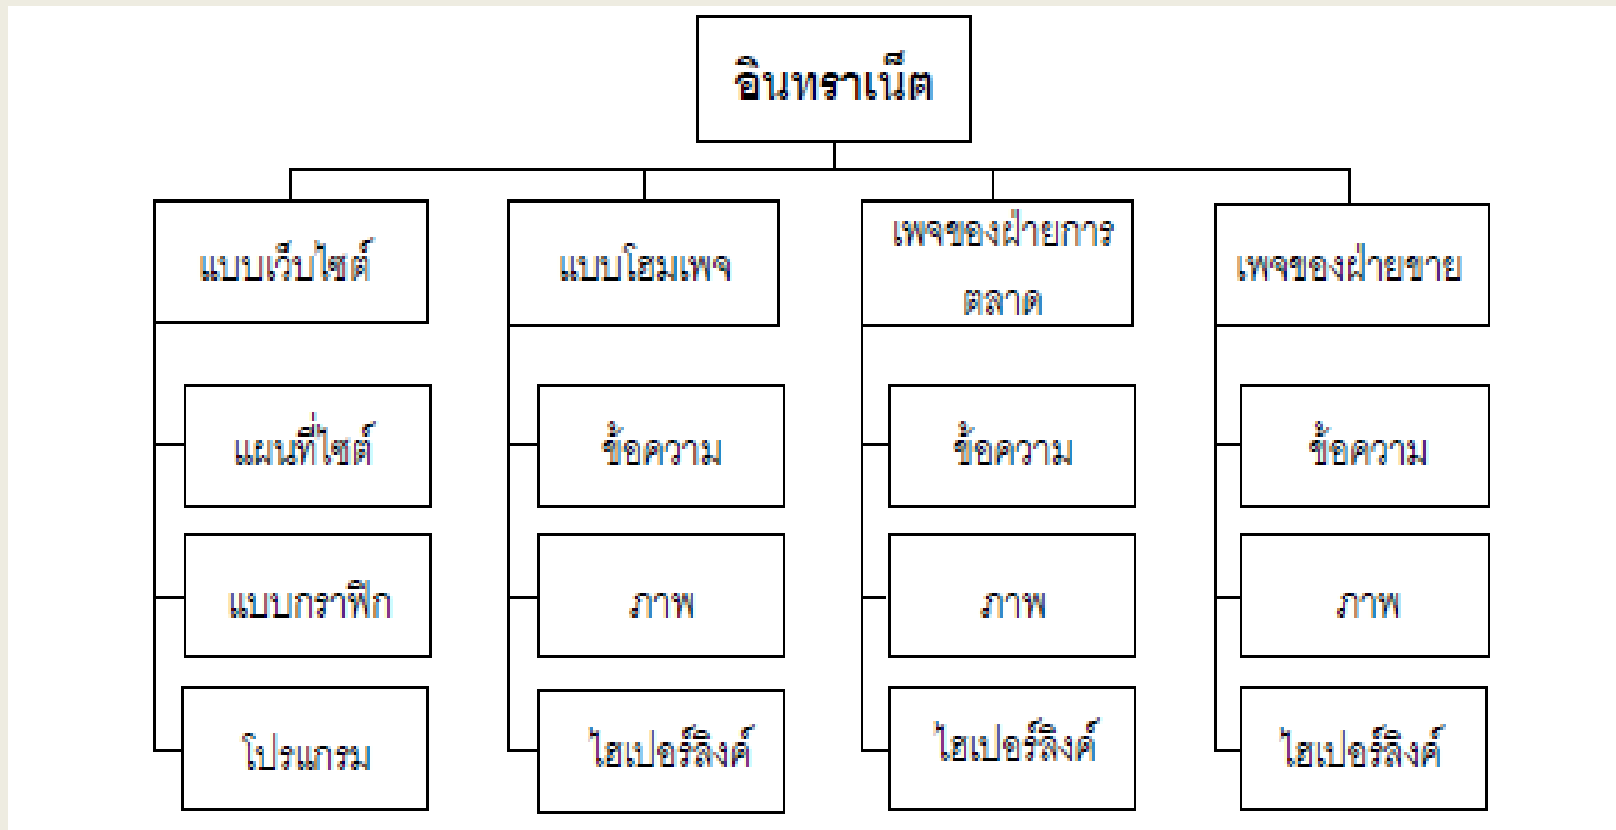 อินทราเน็ต
แบบเว็บไซต์
แบบโฮมเพจ
เพจของฝ่ายการ
ตลาด
เพจของฝ่ายขาย
แผนที่ไซต์
ข้อความ
ข้อความ
ข้อความ
แบบกราฟิก
ภาพ
ภาพ
ภาพ
โปรแกรม
ไฮเปอร์ลิงค์
ไฮเปอร์ลิงค์
ไฮเปอร์ลิงค์